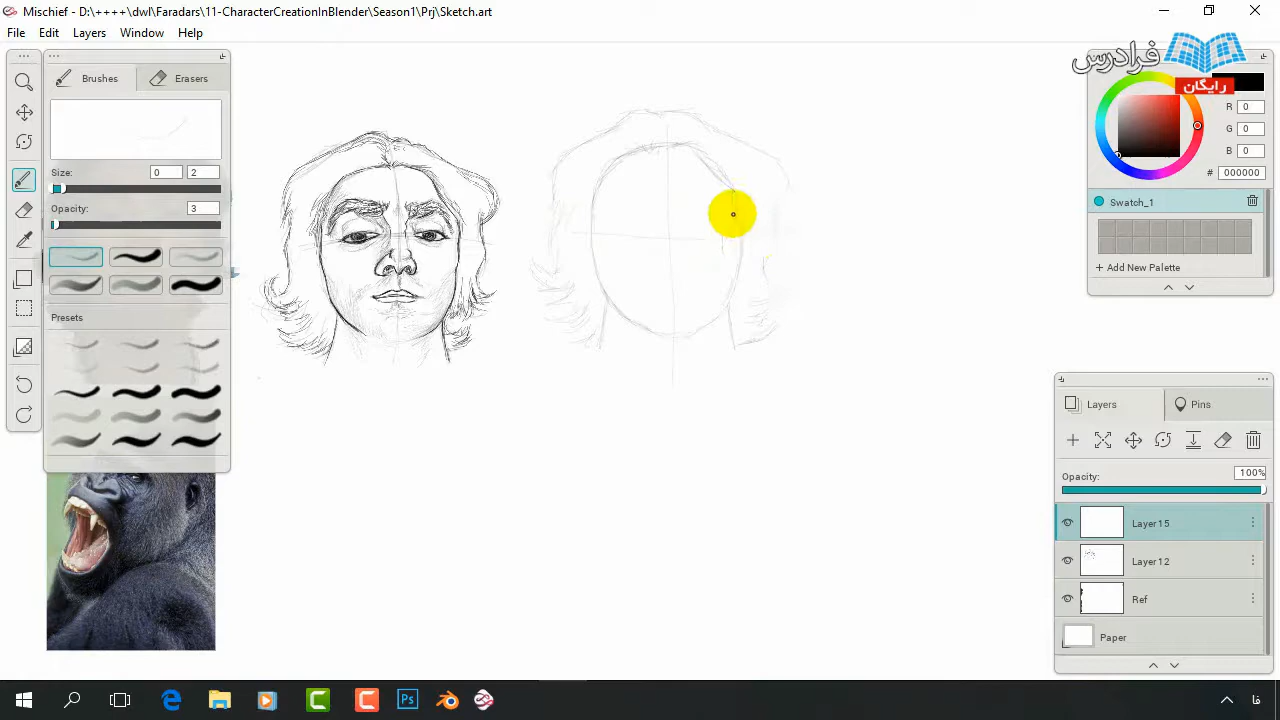 Mischief - D:\++++\dwl\Faradars\11-CharacterCreationInBlender\Season1\Prj\Sketch.art
File Edit Layers Window Help
فرادرس
رایگان
Brushes Erasers
Size: 0 2
Opacity: 3
Presets
R 0
G 0
B 0
# 000000
Swatch_1
+ Add New Palette
Layers Pins
Opacity: 100%
Layer15
Layer12
Ref
Paper
Ps
فا